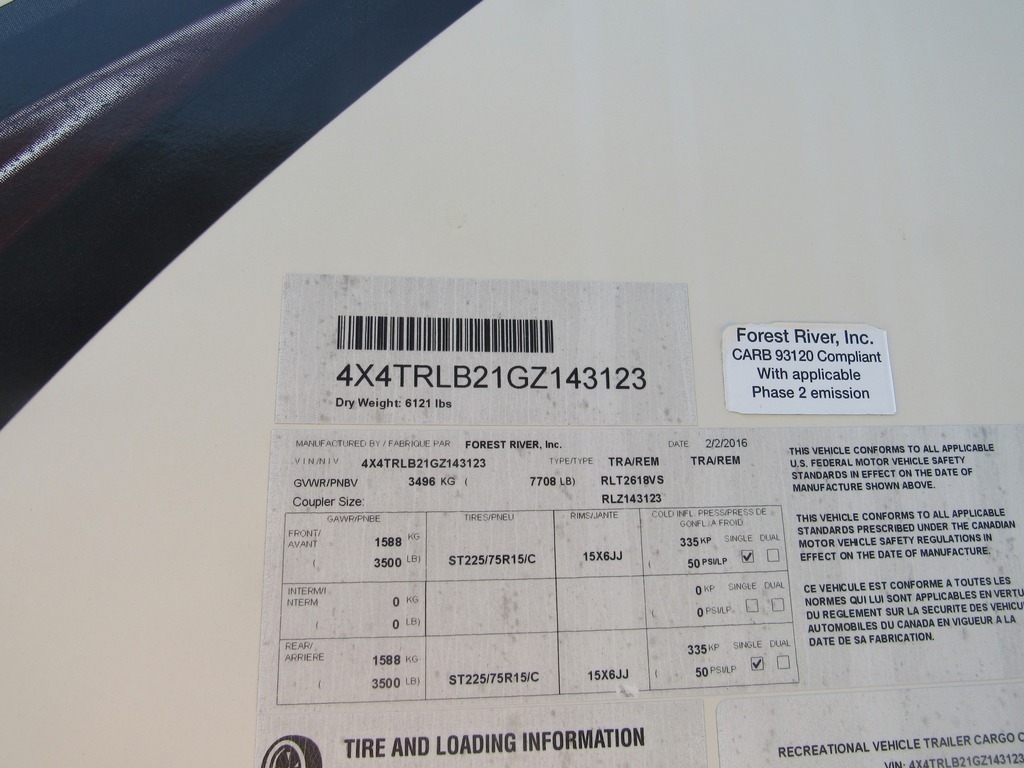 4X4TRLB21GZ143123
Dry Weight: 6121 lbs
Forest River, Inc.
CARB 93120 Compliant
With applicable
Phase 2 emission
MANUFACTURED BY / FABRIQUE PAR FOREST RIVER, Inc. DATE 2/2/2016
VIN/NIV 4X4TRLB21GZ143123 TYPE/TYPE TRA/REM TRA/REM
GVWR/PNBV 3496 KG ( 7708 LB) RLT2618VS
Coupler Size: RLZ143123
GAWR/PNBE TIRES/PNEU RIMS/JANTE COLD INFL. PRESS/PRESS DE
GONFL./A FROID
FRONT/
AVANT 1588 KG 335 KP SINGLE DUAL
( 3500 LB) ST225/75R15/C 15X6JJ ( 50 PSI/LP
INTERM/I
NTERM 0 KG 0 KP SINGLE DUAL
( 0 LB) ( 0 PSI/LP
REAR/
ARRIERE 1588 KG 335 KP SINGLE DUAL
( 3500 LB) ST225/75R15/C 15X6JJ ( 50 PSI/LP
THIS VEHICLE CONFORMS TO ALL APPLICABLE
U.S. FEDERAL MOTOR VEHICLE SAFETY
STANDARDS IN EFFECT ON THE DATE OF
MANUFACTURE SHOWN ABOVE.
THIS VEHICLE CONFORMS TO ALL APPLICABLE
STANDARDS PRESCRIBED UNDER THE CANADIAN
MOTOR VEHICLE SAFETY REGULATIONS IN
EFFECT ON THE DATE OF MANUFACTURE.
CE VEHICULE EST CONFORME A TOUTES LES
NORMES QUI LUI SONT APPLICABLES EN VERTU
DU REGLEMENT SUR LA SECURITE DES VEHICU
AUTOMOBILES DU CANADA EN VIGUEUR A LA
DATE DE SA FABRICATION.
TIRE AND LOADING INFORMATION
RECREATIONAL VEHICLE TRAILER CARGO C
VIN: 4X4TRLB21GZ143123